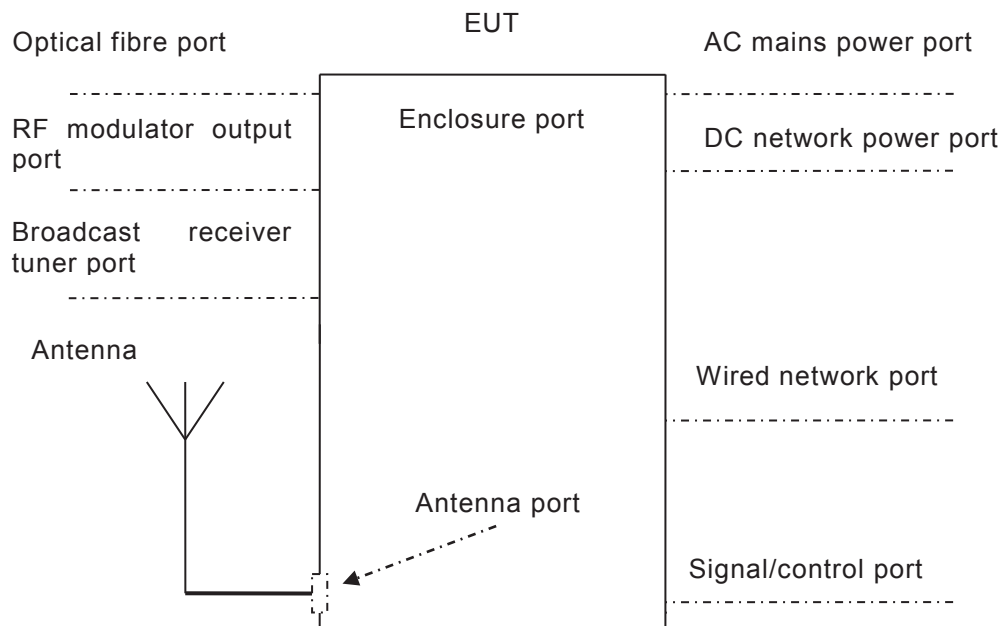 EUT
Optical fibre port
AC mains power port
Enclosure port
RF modulator output
port
DC network power port
Broadcast receiver
tuner port
Antenna
Wired network port
Antenna port
Signal/control port